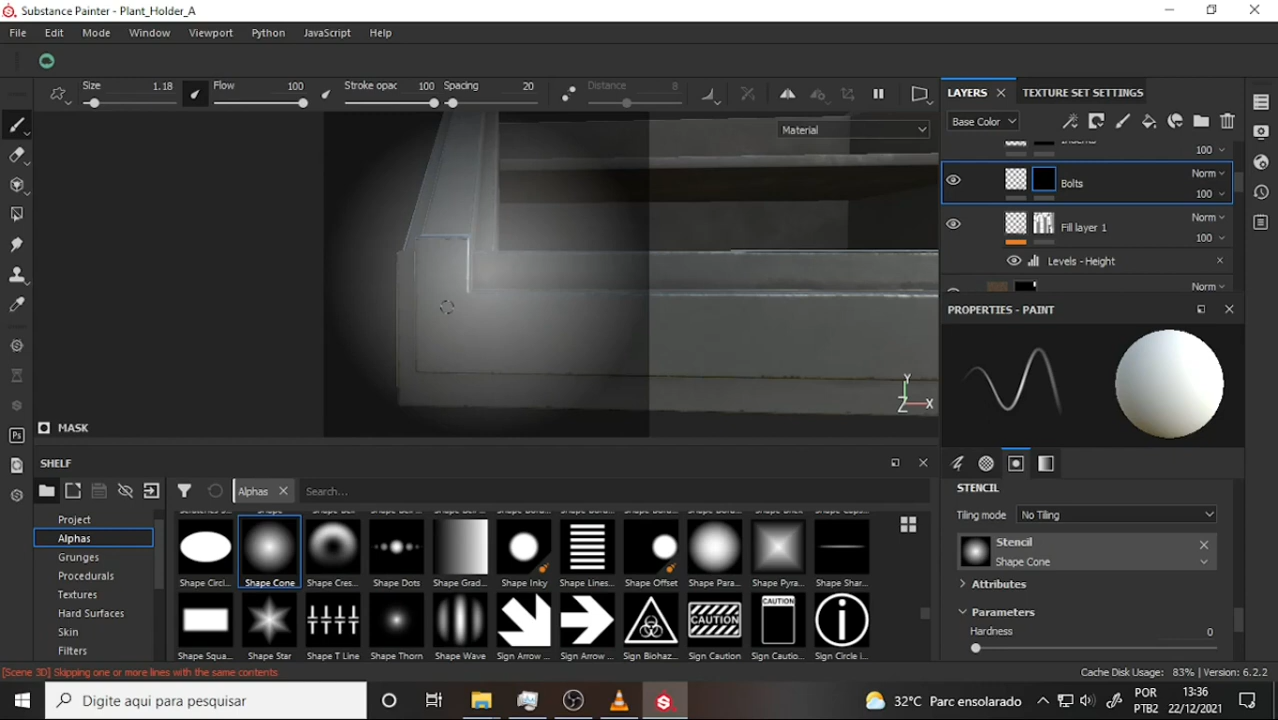 Substance Painter - Plant_Holder_A
File Edit Mode Window Viewport Python JavaScript Help
Size 1.18 Flow 100 Stroke opac 100 Spacing 20 Distance 8
Material
LAYERS TEXTURE SET SETTINGS
Base Color
100
Bolts Norm
100
Fill layer 1 Norm
100
Levels - Height
Norm
PROPERTIES - PAINT
Y
Z X
MASK
SHELF
Alphas Search...
Project
Alphas
Grunges
Procedurals
Textures
Hard Surfaces
Skin
Filters
Shape Circl... Shape Cone Shape Cres... Shape Dots Shape Grad... Shape Inky Shape Lines... Shape Offset Shape Para... Shape Pyra... Shape Shar...
CAUTION CAUTION
Shape Squa... Shape Star Shape T Line Shape Thorn Shape Wave Sign Arrow ... Sign Arrow ... Sign Biohaz... Sign Caution Sign Cautio... Sign Circle i...
STENCIL
Tiling mode No Tiling
Stencil
Shape Cone
Attributes
Parameters
Hardness 0
[Scene 3D] Skipping one or more lines with the same contents
Cache Disk Usage: 83% | Version: 6.2.2
Digite aqui para pesquisar
Ps
32°C Parc ensolarado
POR
PTB2
13:36
22/12/2021